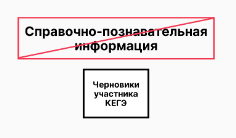 Справочно-познавательная
информация
Черновики
участника
КЕГЭ